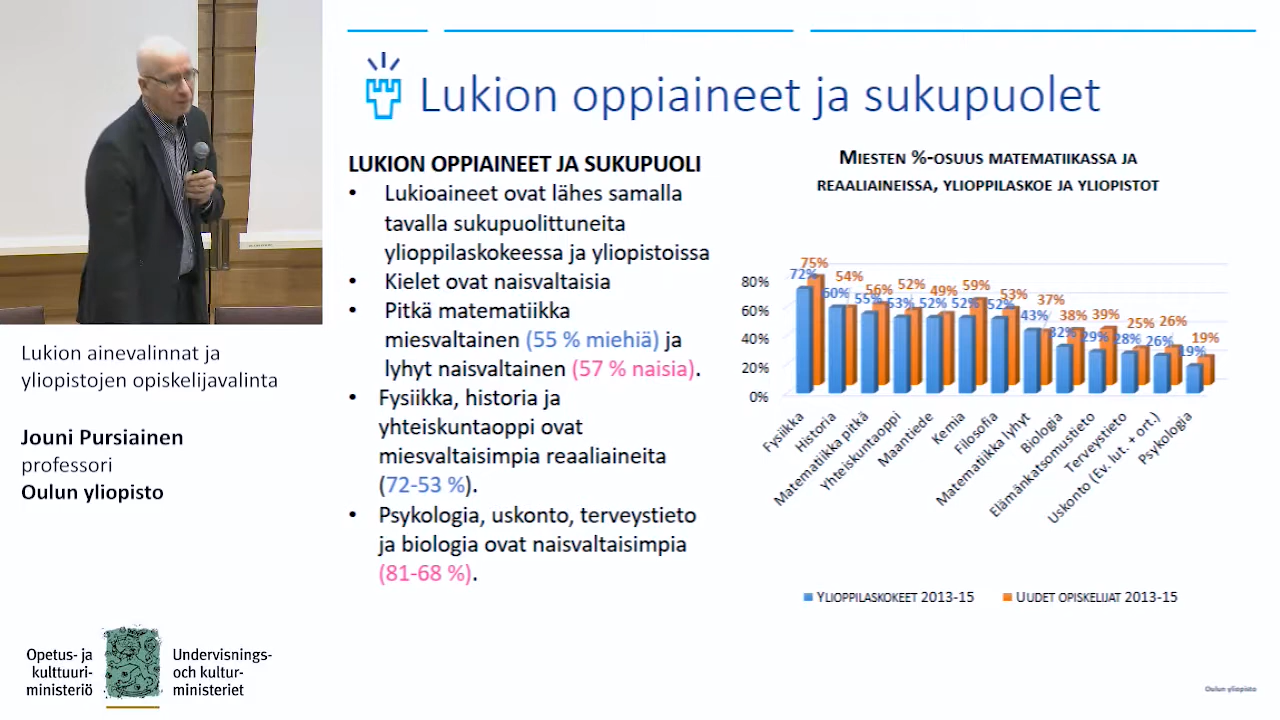 Lukion oppiaineet ja sukupuolet
LUKION OPPIAINEET JA SUKUPUOLI
• Lukioaineet ovat lähes samalla
tavalla sukupuolittuneita
ylioppilaskokeessa ja yliopistoissa
• Kielet ovat naisvaltaisia
• Pitkä matematiikka
miesvaltainen (55 % miehiä) ja
lyhyt naisvaltainen (57 % naisia).
• Fysiikka, historia ja
yhteiskuntaoppi ovat
miesvaltaisimpia reaaliaineita
(72-53 %).
• Psykologia, uskonto, terveystieto
ja biologia ovat naisvaltaisimpia
(81-68 %).
MIESTEN %-OSUUS MATEMATIIKASSA JA
REAALIAINEISSA, YLIOPPILASKOE JA YLIOPISTOT
80%
60%
40%
20%
0%
72% 60% 55% 53% 52% 52% 52% 43% 32% 29% 28% 26% 19%
75% 54% 56% 52% 49% 59% 53% 37% 38% 39% 25% 26% 19%
Fysiikka
Historia
Matematiikka pitkä
Yhteiskuntaoppi
Maantiede
Kemia
Filosofia
Matematiikka lyhyt
Biologia
Elämänkatsomustieto
Terveystieto
Uskonto (Ev. lut. + ort.)
Psykologia
YLIOPPILASKOKEET 2013-15
UUDET OPISKELIJAT 2013-15
Oulun yliopisto
Lukion ainevalinnat ja
yliopistojen opiskelijavalinta
Jouni Pursiainen
professori
Oulun yliopisto
Opetus- ja
kulttuuri-
ministeriö
Undervisnings-
och kultur-
ministeriet